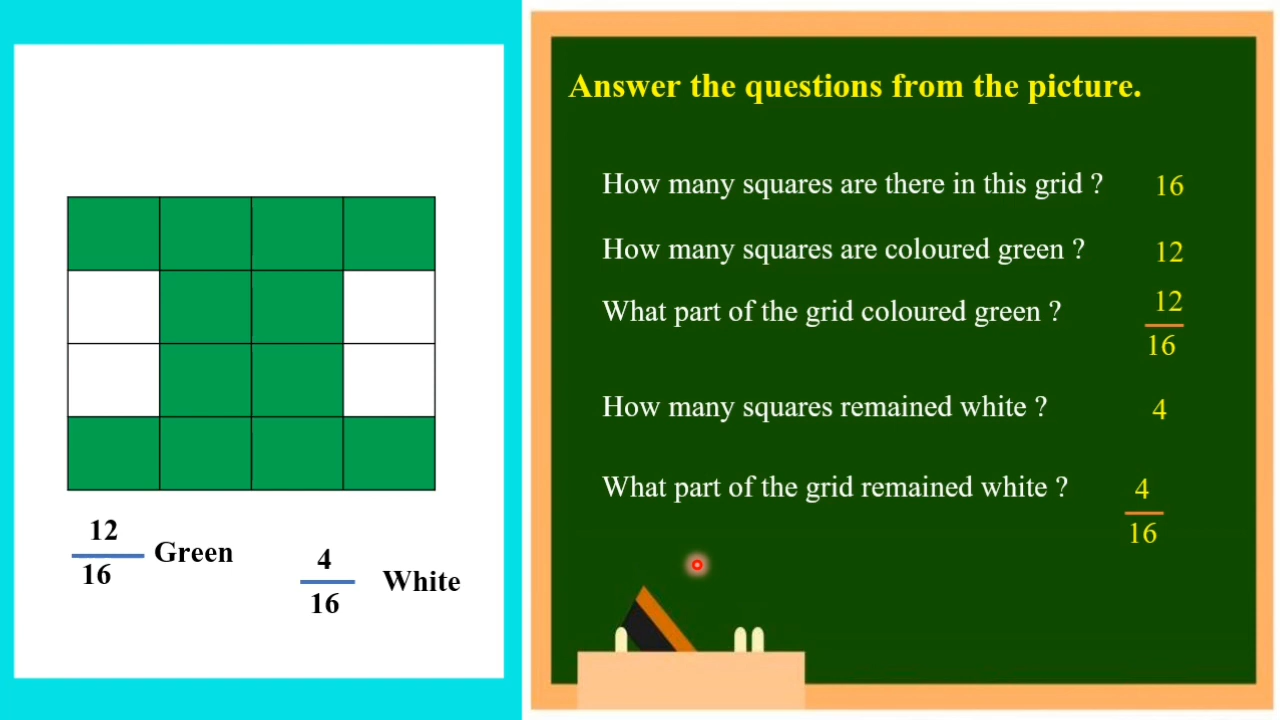 12
16 Green
4
16 White
Answer the questions from the picture.
How many squares are there in this grid ? 16
How many squares are coloured green ? 12
What part of the grid coloured green ? 12
16
How many squares remained white ? 4
What part of the grid remained white ? 4
16